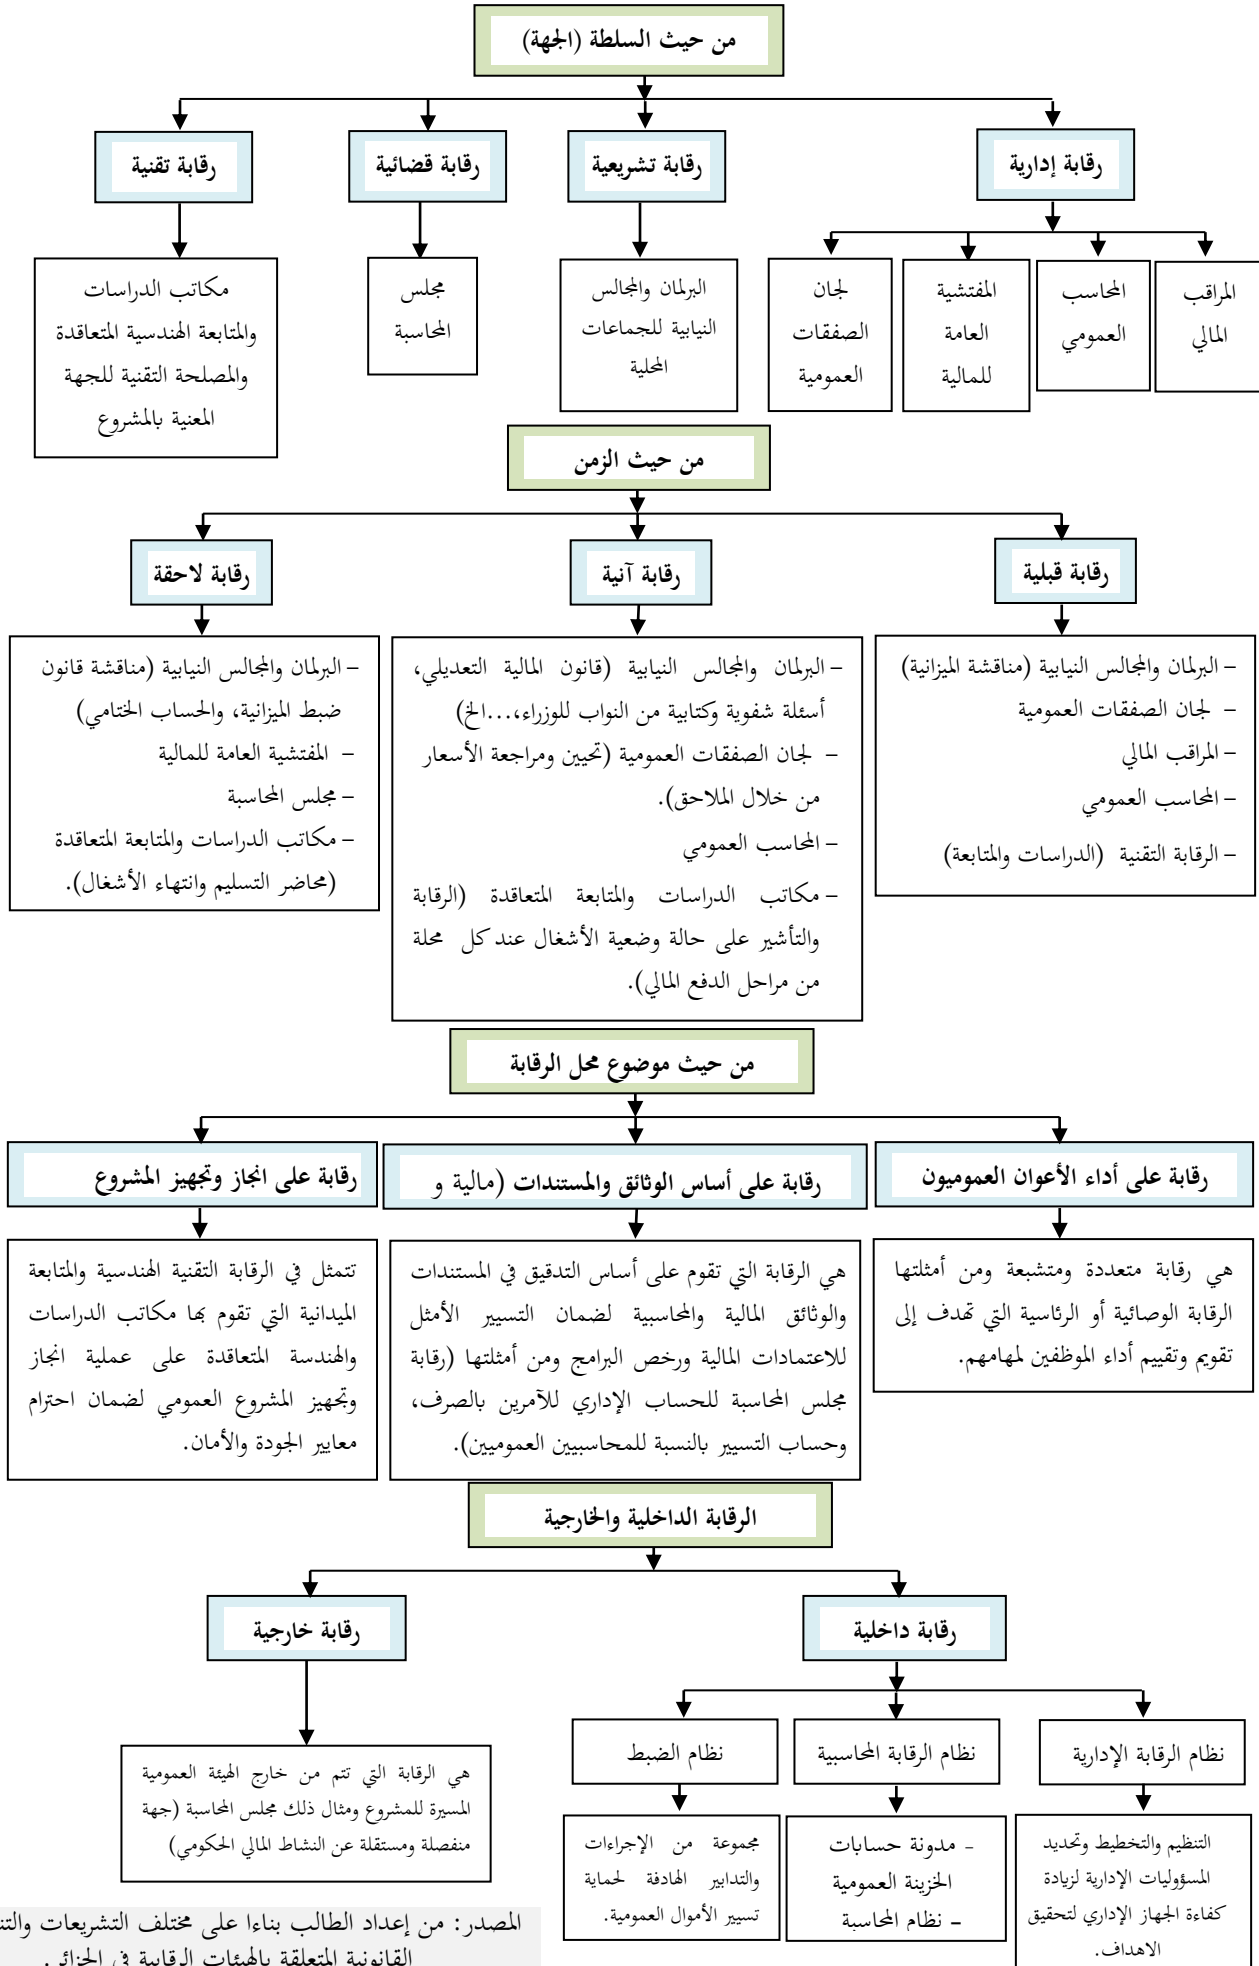 من حيث السلطة (الجهة)
رقابة إدارية
رقابة تشريعية
رقابة قضائية
رقابة تقنية
المراقب
المالي
المحاسب
العمومي
المفتشية
العامة
للمالية
لجان
الصفقات
العمومية
البرلمان والمجالس
النيابية للجماعات
المحلية
مجلس
المحاسبة
مكاتب الدراسات
والمتابعة الهندسية المتعاقدة
والمصلحة التقنية للجهة
المعنية بالمشروع
من حيث الزمن
رقابة قبلية
رقابة آنية
رقابة لاحقة
- البرلمان والمجالس النيابية (مناقشة الميزانية)
- لجان الصفقات العمومية
- المراقب المالي
- المحاسب العمومي
- الرقابة التقنية (الدراسات والمتابعة)
- البرلمان والمجالس النيابية (قانون المالية التعديلي،
أسئلة شفوية وكتابية من النواب للوزراء،...الخ)
- لجان الصفقات العمومية (تحيين ومراجعة الأسعار
من خلال الملاحق).
- المحاسب العمومي
- مكاتب الدراسات والمتابعة المتعاقدة (الرقابة
والتأشير على حالة وضعية الأشغال عند كل محلة
من مراحل الدفع المالي).
- البرلمان والمجالس النيابية (مناقشة قانون
ضبط الميزانية، والحساب الختامي)
- المفتشية العامة للمالية
- مجلس المحاسبة
- مكاتب الدراسات والمتابعة المتعاقدة
(محاضر التسليم وانتهاء الأشغال).
من حيث موضوع محل الرقابة
رقابة على أداء الأعوان العموميون
رقابة على أساس الوثائق والمستندات (مالية و
رقابة على انجاز وتجهيز المشروع
هي رقابة متعددة ومتشبعة ومن أمثلتها
الرقابة الوصائية أو الرئاسية التي تهدف إلى
تقويم وتقييم أداء الموظفين لمهامهم.
هي الرقابة التي تقوم على أساس التدقيق في المستندات
والوثائق المالية والمحاسبية لضمان التسيير الأمثل
للاعتمادات المالية ورخص البرامج ومن أمثلتها (رقابة
مجلس المحاسبة للحساب الإداري للآمرين بالصرف،
وحساب التسيير بالنسبة للمحاسبيين العموميين).
تتمثل في الرقابة التقنية الهندسية والمتابعة
الميدانية التي تقوم بها مكاتب الدراسات
والهندسة المتعاقدة على عملية انجاز
وتجهيز المشروع العمومي لضمان احترام
معايير الجودة والأمان.
الرقابة الداخلية والخارجية
رقابة داخلية
رقابة خارجية
نظام الرقابة الإدارية
نظام الرقابة المحاسبية
نظام الضبط
هي الرقابة التي تتم من خارج الهيئة العمومية
المسيرة للمشروع ومثال ذلك مجلس المحاسبة (جهة
منفصلة ومستقلة عن النشاط المالي الحكومي)
التنظيم والتخطيط وتحديد
المسؤوليات الإدارية لزيادة
كفاءة الجهاز الإداري لتحقيق
الاهداف.
- مدونة حسابات
الخزينة العمومية
- نظام المحاسبة
مجموعة من الإجراءات
والتدابير الهادفة لحماية
تسيير الأموال العمومية.
المصدر: من إعداد الطالب بناءا على مختلف التشريعات
القانونية المتعلقة بالهيئات الرقابية في الجزائر.